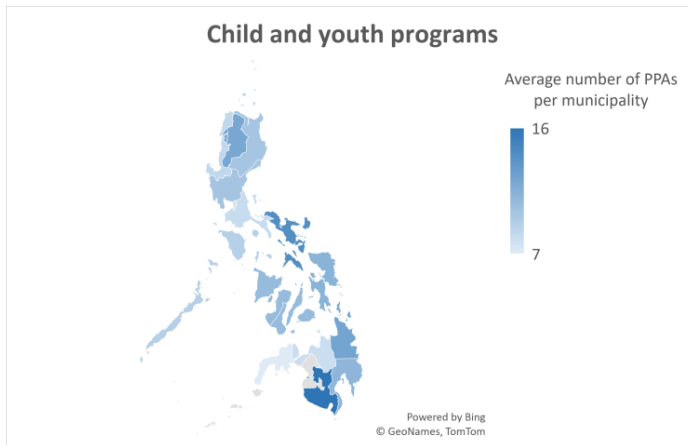 Child and youth programs
Average number of PPAs
per municipality
16
7
Powered by Bing
© GeoNames, TomTom